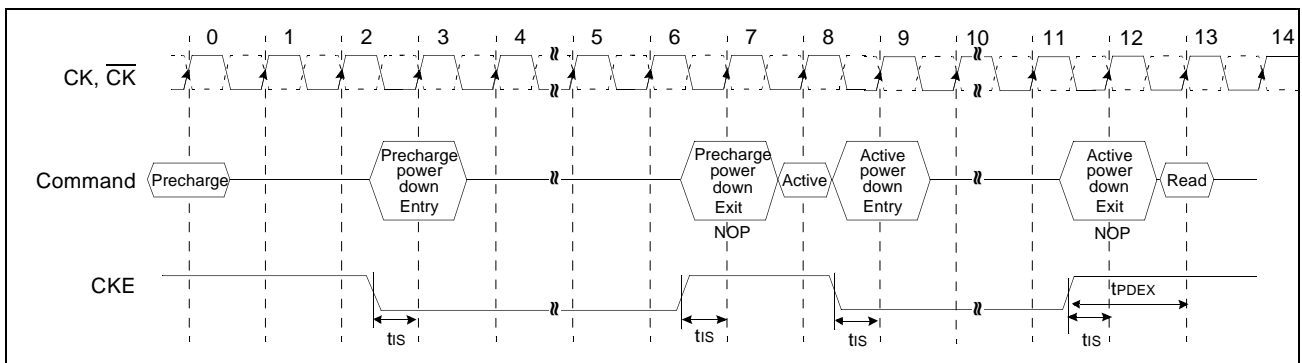 0 1 2 3 4 5 6 7 8 9 10 11 12 13 14
CK, CK
Command
Precharge
Precharge
power
down
Entry
Precharge
power
down
Exit
NOP
Active
Active
power
down
Entry
Active
power
down
Exit
NOP
Read
CKE
tIS
tIS
tIS
tPDEX
tIS